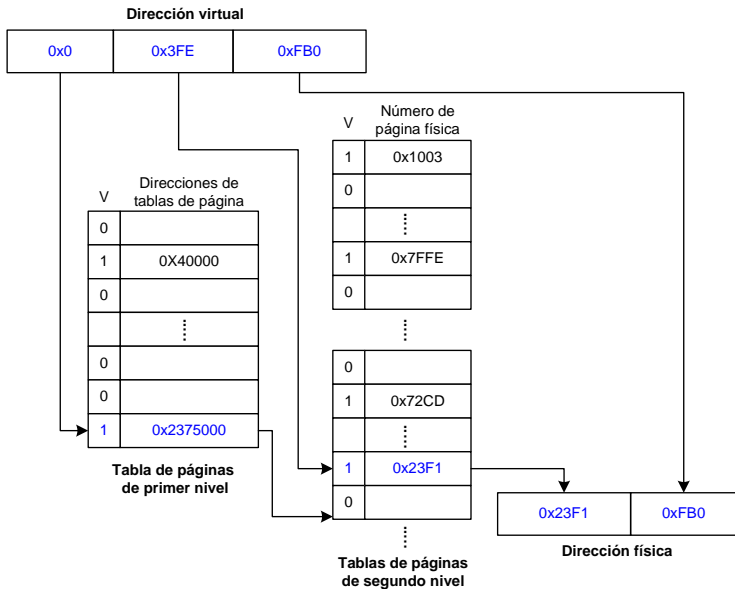 Dirección virtual
0x0 0x3FE 0xFB0
V Direcciones de
tablas de página
0
1 0X40000
0
0
0
1 0x2375000
Tabla de páginas
de primer nivel
V Número de
página física
1 0x1003
0
1 0x7FFE
0
0
1 0x72CD
1 0x23F1
0
Tablas de páginas
de segundo nivel
0x23F1 0xFB0
Dirección física